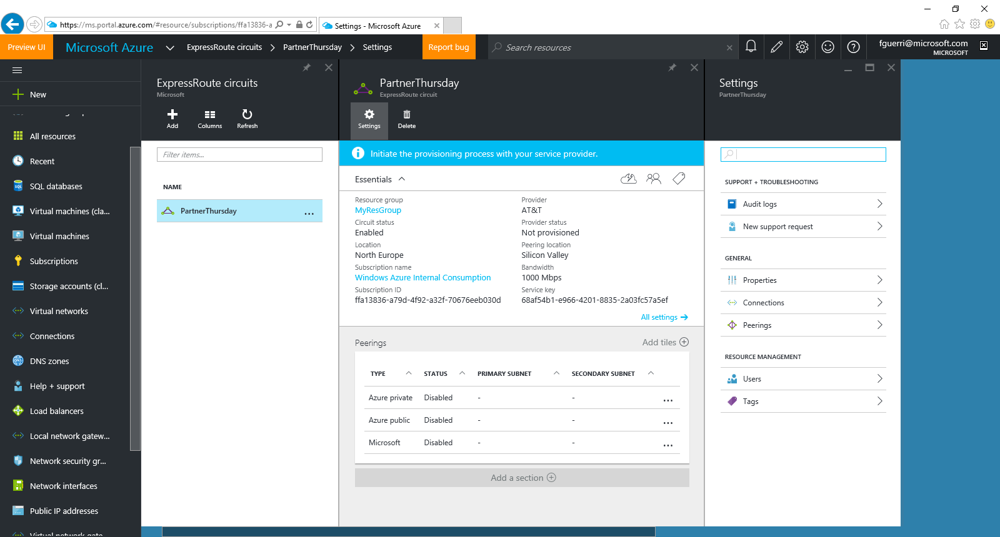 https://ms.portal.azure.com/#resource/subscriptions/ffa13836-a
Settings - Microsoft Azure
Preview UI
Microsoft Azure
ExpressRoute circuits
PartnerThursday
Settings
Report bug
Search resources
fguerri@microsoft.com
MICROSOFT
New
All resources
Recent
SQL databases
Virtual machines (cla...
Virtual machines
Subscriptions
Storage accounts (cl...
Virtual networks
Connections
DNS zones
Help + support
Load balancers
Local network gatew...
Network security gr...
Network interfaces
Public IP addresses
ExpressRoute circuits
Microsoft
Add
Columns
Refresh
Filter items...
NAME
PartnerThursday
...
PartnerThursday
ExpressRoute circuit
Settings
Delete
Initiate the provisioning process with your service provider.
Essentials
Resource group
MyResGroup
Circuit status
Enabled
Location
North Europe
Subscription name
Windows Azure Internal Consumption
Subscription ID
ffa13836-a79d-4f92-a32f-70676eeb030d
Provider
AT&T
Provider status
Not provisioned
Peering location
Silicon Valley
Bandwidth
1000 Mbps
Service key
68af54b1-e966-4201-8835-2a03fc57a5ef
All settings
Peerings
Add tiles
TYPE STATUS PRIMARY SUBNET SECONDARY SUBNET
Azure private Disabled - - ...
Azure public Disabled - - ...
Microsoft Disabled - - ...
Add a section
Settings
PartnerThursday
SUPPORT + TROUBLESHOOTING
Audit logs
New support request
GENERAL
Properties
Connections
Peerings
RESOURCE MANAGEMENT
Users
Tags